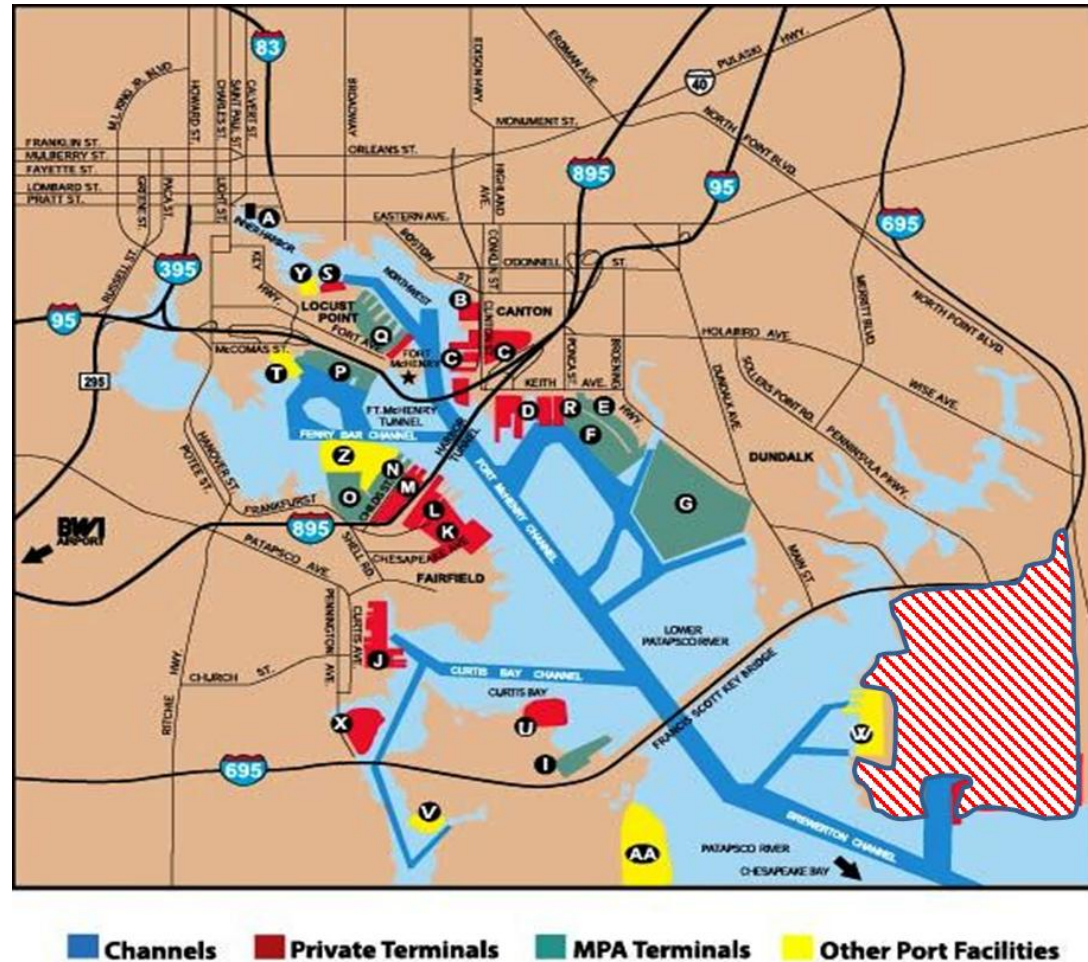 83
EDISON HWY
ERDMAN AVE.
PULASKI HWY.
40
M.L. KING JR. BLVD
HOWARD ST.
CHARLES ST.
SAINT PAUL ST.
CALVERT ST.
BROADWAY
MONUMENT ST.
NORTH POINT BLVD.
FRANKLIN ST.
MULBERRY ST.
FAYETTE ST.
ORLEANS ST.
895
95
695
LOMBARD ST.
PRATT ST.
GREENE ST.
PACA ST.
LIGHT ST.
HIGHLAND AVE.
A
INNER HARBOR
EASTERN AVE.
BOSTON ST.
CONKLIN ST.
O'DONNELL ST.
RUSSELL ST.
395
KEY HWY.
Y
S
NORTHWEST
LOCUST POINT
B
CLINTON ST.
CANTON
MERRITT BLVD
NORTH POINT BLVD.
95
FORT AVE.
Q
HOLABIRD AVE.
McCOMAS ST.
FORT McHENRY
C
C
PONCA ST.
BROENING HWY
T
P
KEITH AVE.
DUNDALK AVE.
SOLLERS POINT RD.
WISE AVE.
295
FT. McHENRY TUNNEL
D
R
E
F
PENINSULA PKWY.
FERRY BAR CHANNEL
HARBOR TUNNEL
HANOVER ST.
POTEE ST.
Z
N
M
FORT McHENRY CHANNEL
DUNDALK
FRANKFURST
O
CHILDS ST.
L
G
BWI
AIRPORT
895
K
PATAPSCO AVE.
SHELL RD.
CHESAPEAKE AVE
MAIN ST.
FAIRFIELD
PENNINGTON AVE.
CURTIS AVE.
LOWER PATAPSCO RIVER
J
CHURCH ST.
CURTIS BAY CHANNEL
RITCHIE HWY
CURTIS BAY
FRANCIS SCOTT KEY BRIDGE
X
U
W
I
695
V
BREWERTON CHANNEL
AA
PATAPSCO RIVER
CHESAPEAKE BAY
Channels
Private Terminals
MPA Terminals
Other Port Facilities